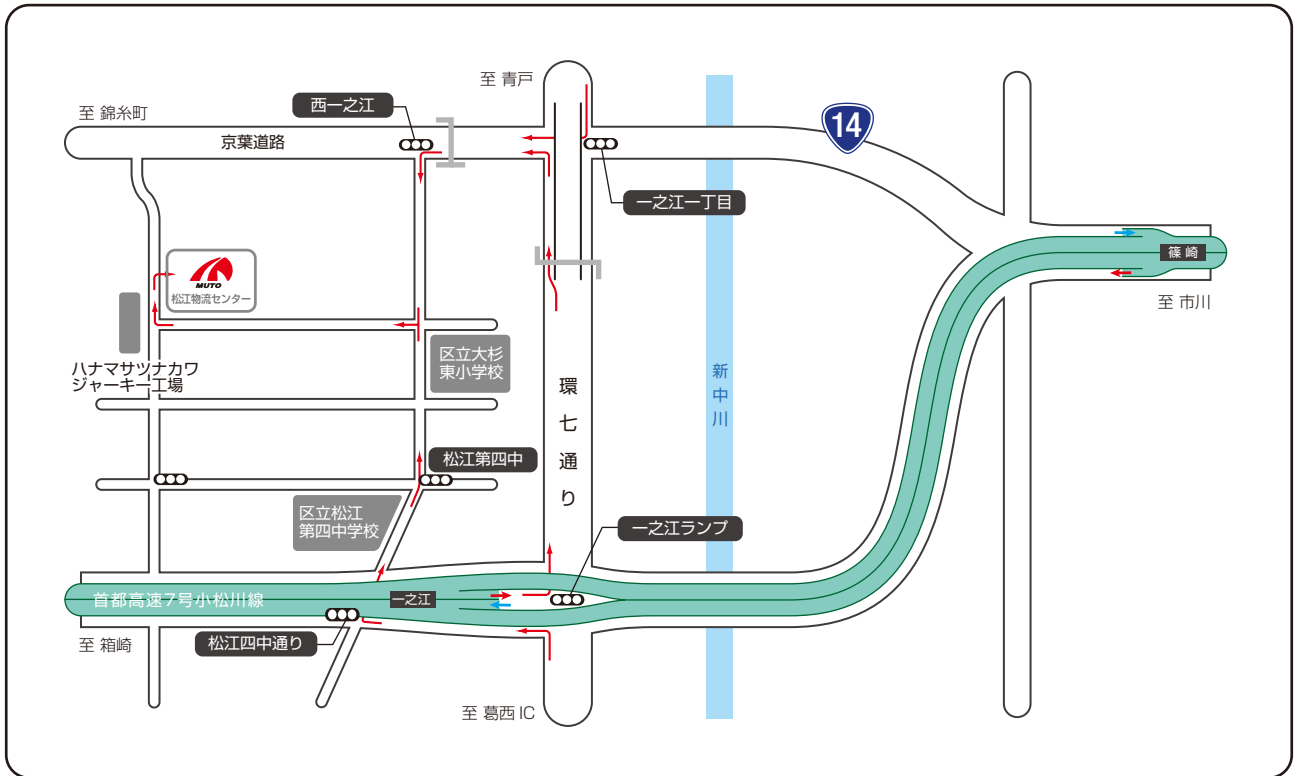 至 青戸
西一之江
至 錦糸町
京葉道路
14
一之江一丁目
篠崎
MUTO
松江物流センター
至 市川
区立大杉
東小学校
ハナマサツナカワ
ジャーキー工場
新中川
環七通り
松江第四中
区立松江
第四中学校
一之江ランプ
首都高速7号小松川線
一之江
至 箱崎
松江四中通り
至 葛西IC